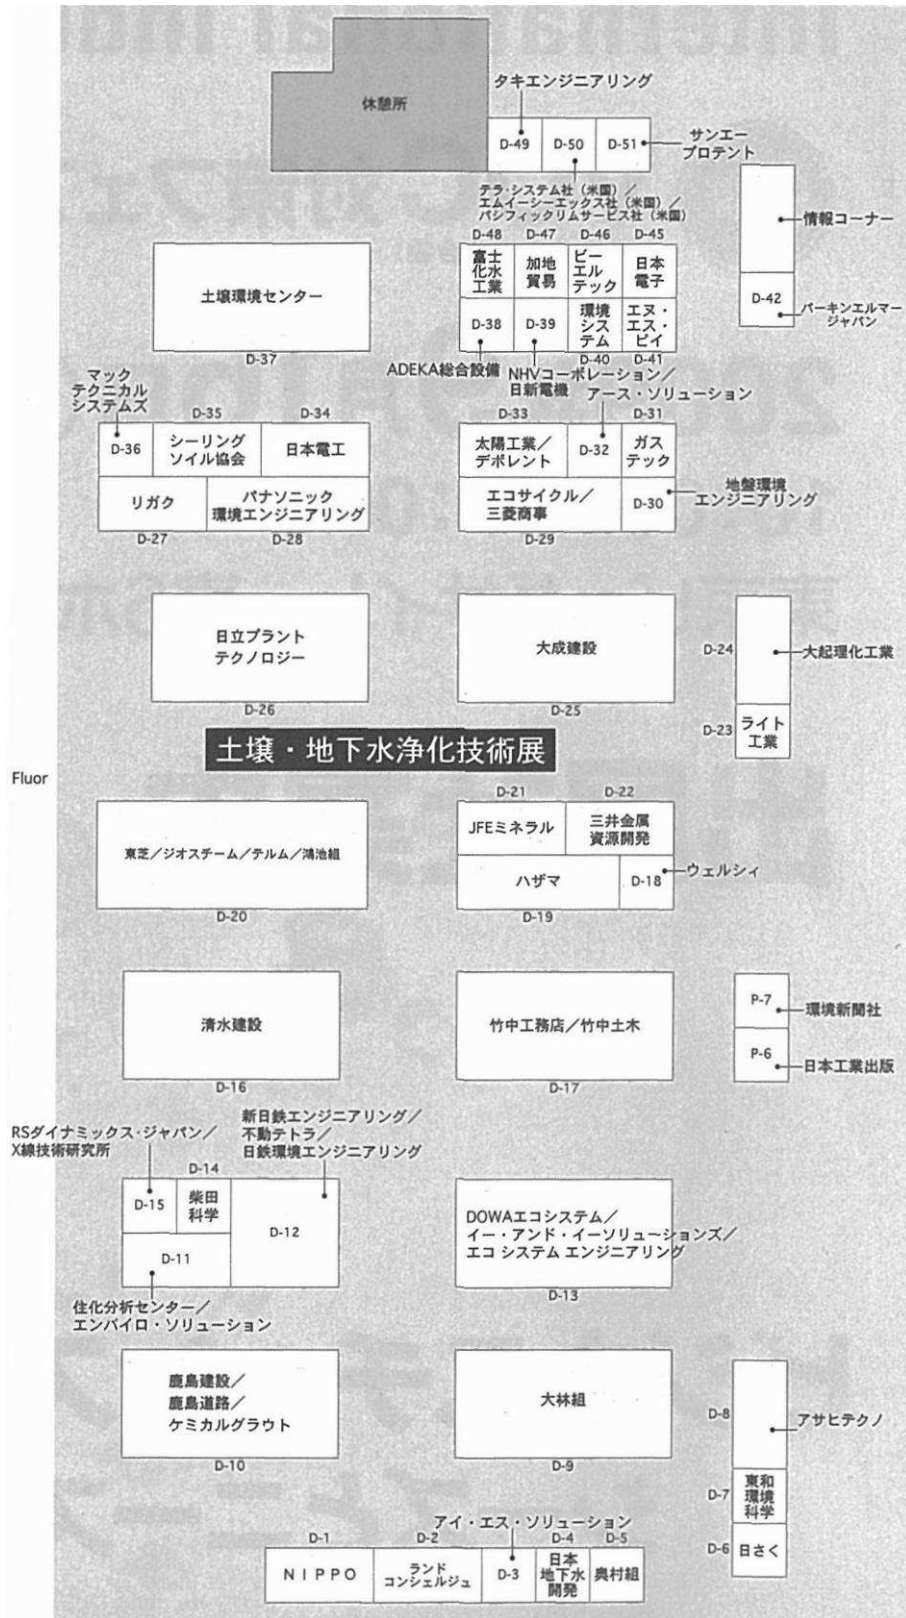 休憩所
タキエンジニアリング
D-49
D-50
D-51
サンエー
プロテント
テラ・システム社（米国）／
エムイーシーエックス社（米国）／
パシフィックリムサービス社（米国）
情報コーナー
D-42
パーキンエルマー
ジャパン
土壌環境センター
D-37
D-48
D-47
D-46
D-45
富士
化水
工業
加地
貿易
ビー
エル
テック
日本
電子
D-38
D-39
環境
シス
テム
エヌ・
エス・
ピイ
D-40
D-41
ADEKA総合設備
NHVコーポレーション／
日新電機
マック
テクニカル
システムズ
D-35
D-34
D-36
シーリング
ソイル協会
日本電工
リガク
パナソニック
環境エンジニアリング
D-27
D-28
アース・ソリューション
D-33
D-31
太陽工業／
デポレント
D-32
ガス
テック
エコサイクル／
三菱商事
D-30
地盤環境
エンジニアリング
D-29
日立プラント
テクノロジー
D-26
大成建設
D-25
D-24
大起理化工業
D-23
ライト
工業
土壌・地下水浄化技術展
Fluor
東芝／ジオスチーム／テルム／鴻池組
D-20
D-21
D-22
JFEミネラル
三井金属
資源開発
ハザマ
D-18
ウェルシィ
D-19
清水建設
D-16
竹中工務店／竹中土木
D-17
P-7
環境新聞社
P-6
日本工業出版
RSダイナミックス・ジャパン／
X線技術研究所
新日鉄エンジニアリング／
不動テトラ／
日鉄環境エンジニアリング
D-14
D-15
柴田
科学
D-12
D-11
住化分析センター／
エンバイロ・ソリューション
DOWAエコシステム／
イー・アンド・イーソリューションズ／
エコ システム エンジニアリング
D-13
鹿島建設／
鹿島道路／
ケミカルグラウト
D-10
大林組
D-9
D-8
アサヒテクノ
D-7
東和
環境
科学
D-6
日さく
アイ・エス・ソリューション
D-1
D-2
D-4
D-5
NIPPO
ランド
コンシェルジュ
D-3
日本
地下水
開発
奥村組